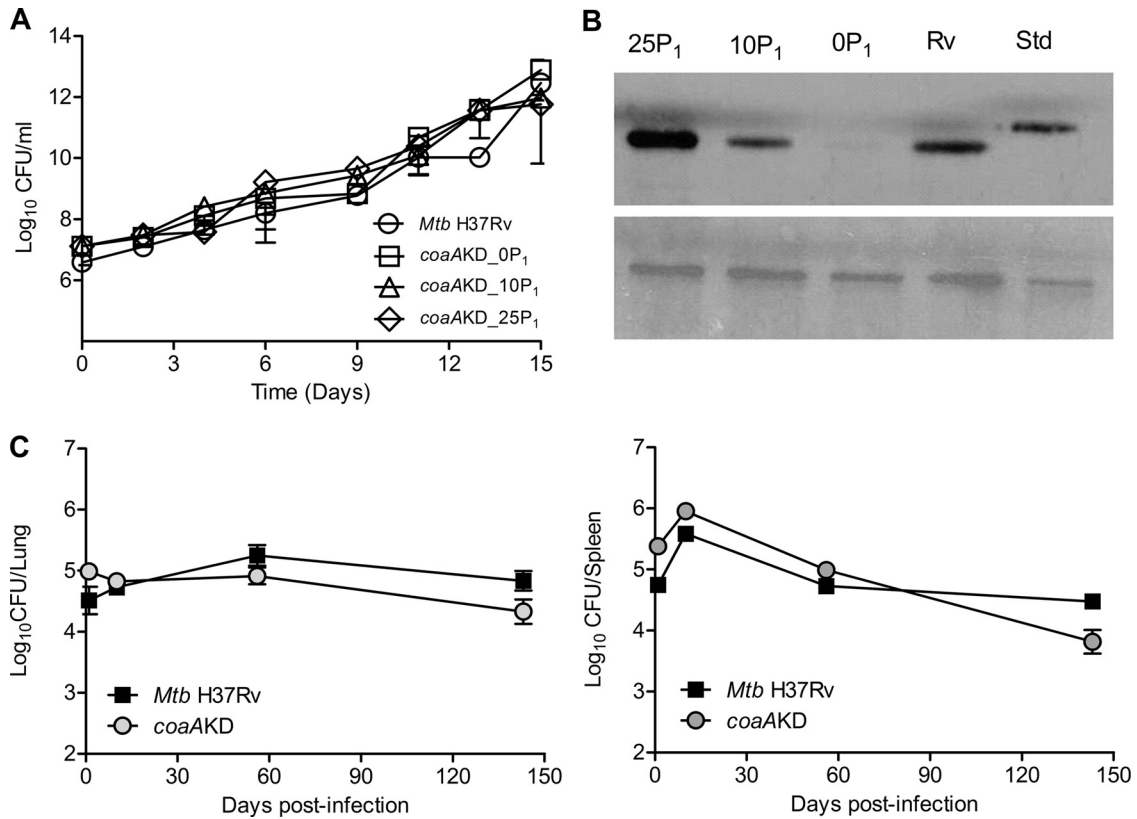 A
Log10 CFU/ml
14
12
10
8
6
0 3 6 9 12 15
Time (Days)
Mtb H37Rv
coaAKD_0P1
coaAKD_10P1
coaAKD_25P1
B
25P1 10P1 0P1 Rv Std
C
Log10CFU/Lung
7
6
5
4
3
2
0 30 60 90 120 150
Days post-infection
Mtb H37Rv
coaAKD
Log10 CFU/Spleen
7
6
5
4
3
2
0 30 60 90 120 150
Days post-infection
Mtb H37Rv
coaAKD